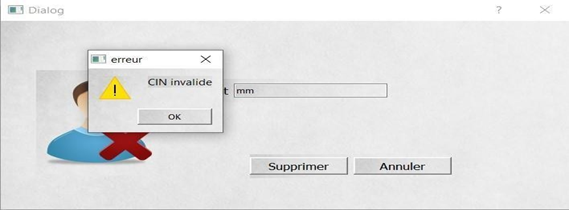 Dialog
erreur
CIN invalide
OK
t mm
Supprimer Annuler